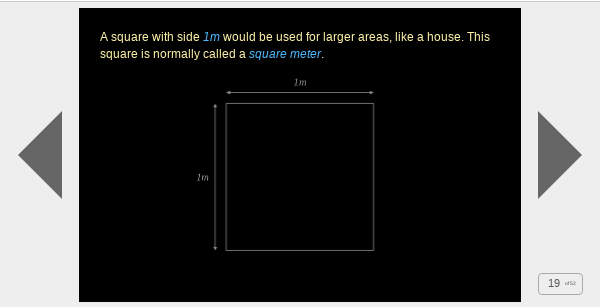 A square with side 1m would be used for larger areas, like a house. This
square is normally called a square meter.
1m
1m
19 of 52